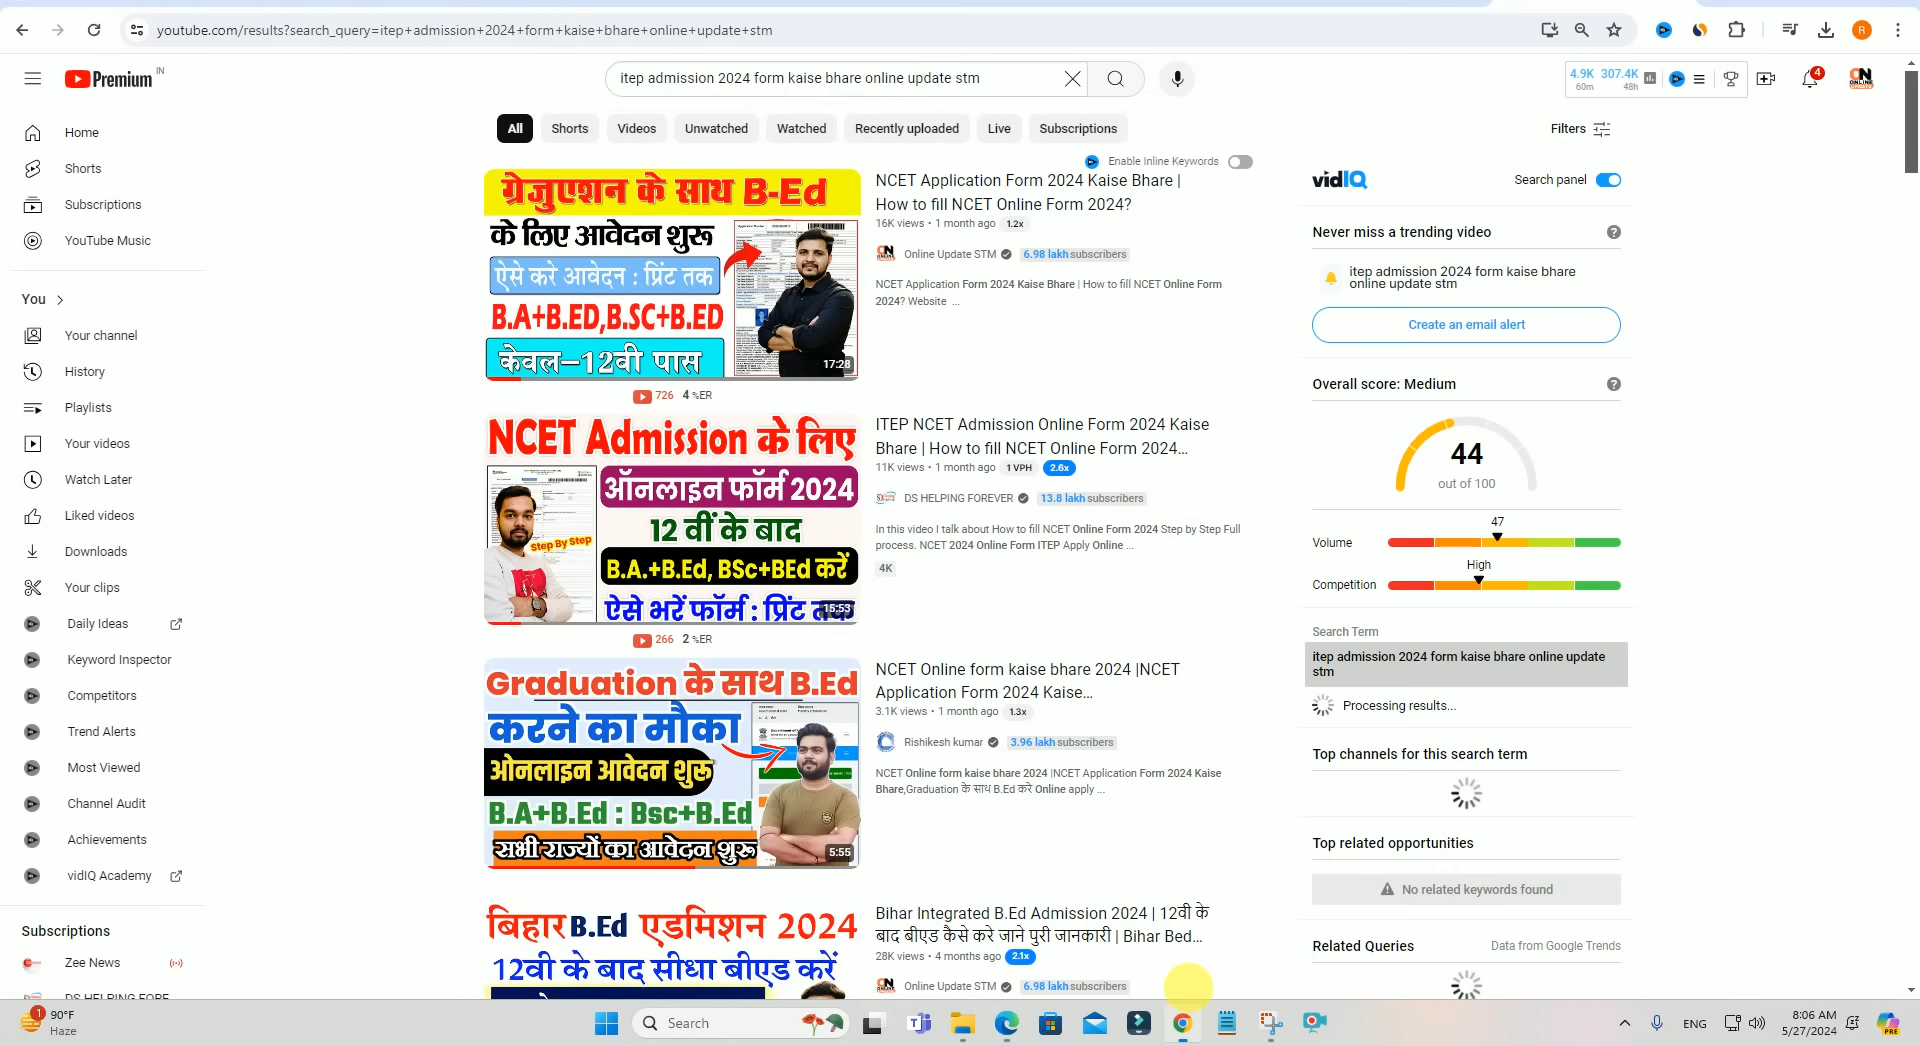 youtube.com/results?search_query=itep+admission+2024+form+kaise+bhare+online+update+stm
R
Premium IN
itep admission 2024 form kaise bhare online update stm
4.9K 307.4K
60m 48h
4
All Shorts Videos Unwatched Watched Recently uploaded Live Subscriptions
Filters
Home
Shorts
Subscriptions
YouTube Music
You
Your channel
History
Playlists
Your videos
Watch Later
Liked videos
Downloads
Your clips
Daily Ideas
Keyword Inspector
Competitors
Trend Alerts
Most Viewed
Channel Audit
Achievements
vidIQ Academy
Subscriptions
Zee News
DS HELPING FORE
Enable Inline Keywords
ग्रेजुएशन के साथ B-Ed
के लिए आवेदन शुरू
ऐसे करे आवेदन : प्रिंट तक
B.A+B.ED,B.SC+B.ED
केवल–12वी पास
17:28
726 4 %ER
NCET Application Form 2024 Kaise Bhare |
How to fill NCET Online Form 2024?
16K views • 1 month ago 1.2x
Online Update STM 6.98 lakh subscribers
NCET Application Form 2024 Kaise Bhare | How to fill NCET Online Form
2024? Website ...
NCET Admission के लिए
ऑनलाइन फॉर्म 2024
12 वीं के बाद
Step By Step
B.A.+B.Ed, BSc+BEd करें
ऐसे भरें फॉर्म : प्रिंट तक
15:53
266 2 %ER
ITEP NCET Admission Online Form 2024 Kaise
Bhare | How to fill NCET Online Form 2024...
11K views • 1 month ago 1 VPH 2.6x
DS HELPING FOREVER 13.8 lakh subscribers
In this video I talk about How to fill NCET Online Form 2024 Step by Step Full
process. NCET 2024 Online Form ITEP Apply Online ...
4K
Graduation के साथ B.Ed
करने का मौका
ओनलाइन आवेदन शुरू
B.A+B.Ed : Bsc+B.Ed
सभी राज्यों का आवेदन शुरू
5:55
NCET Online form kaise bhare 2024 |NCET
Application Form 2024 Kaise...
3.1K views • 1 month ago 1.3x
Rishikesh kumar 3.96 lakh subscribers
NCET Online form kaise bhare 2024 |NCET Application Form 2024 Kaise
Bhare,Graduation के साथ B.Ed करे Online apply ...
बिहार B.Ed एडमिशन 2024
12वी के बाद सीधा बीएड करें
Bihar Integrated B.Ed Admission 2024 | 12वी के
बाद बीएड कैसे करे जाने पुरी जानकारी | Bihar Bed...
28K views • 4 months ago 2.1x
Online Update STM 6.98 lakh subscribers
vidIQ
Search panel
Never miss a trending video
itep admission 2024 form kaise bhare
online update stm
Create an email alert
Overall score: Medium
44
out of 100
47
Volume
High
Competition
Search Term
itep admission 2024 form kaise bhare online update
stm
Processing results...
Top channels for this search term
Top related opportunities
No related keywords found
Related Queries Data from Google Trends
1
90°F
Haze
Search
ENG
8:06 AM
5/27/2024
PRE